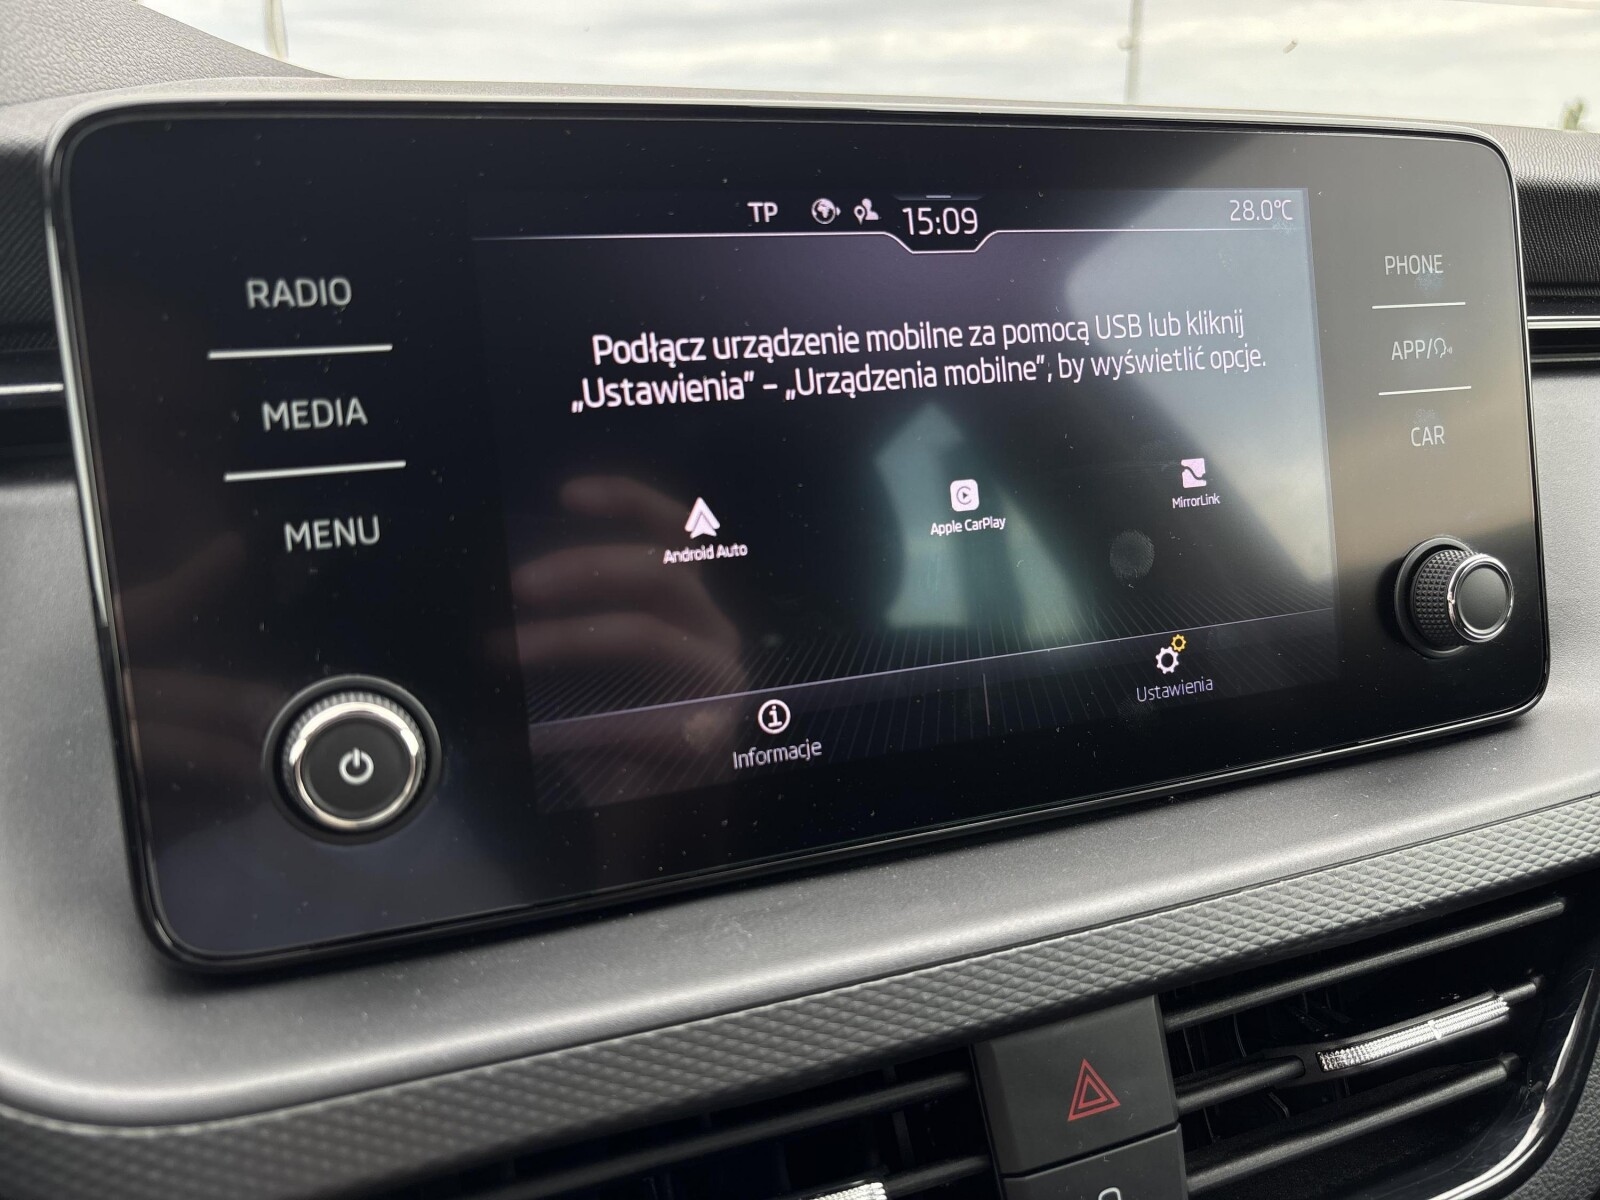 TP
15:09
28.0°C
RADIO
MEDIA
MENU
Podłącz urządzenie mobilne za pomocą USB lub kliknij
„Ustawienia” – „Urządzenia mobilne”, by wyświetlić opcje.
Android Auto
Apple CarPlay
MirrorLink
Informacje
Ustawienia
PHONE
APP/
CAR